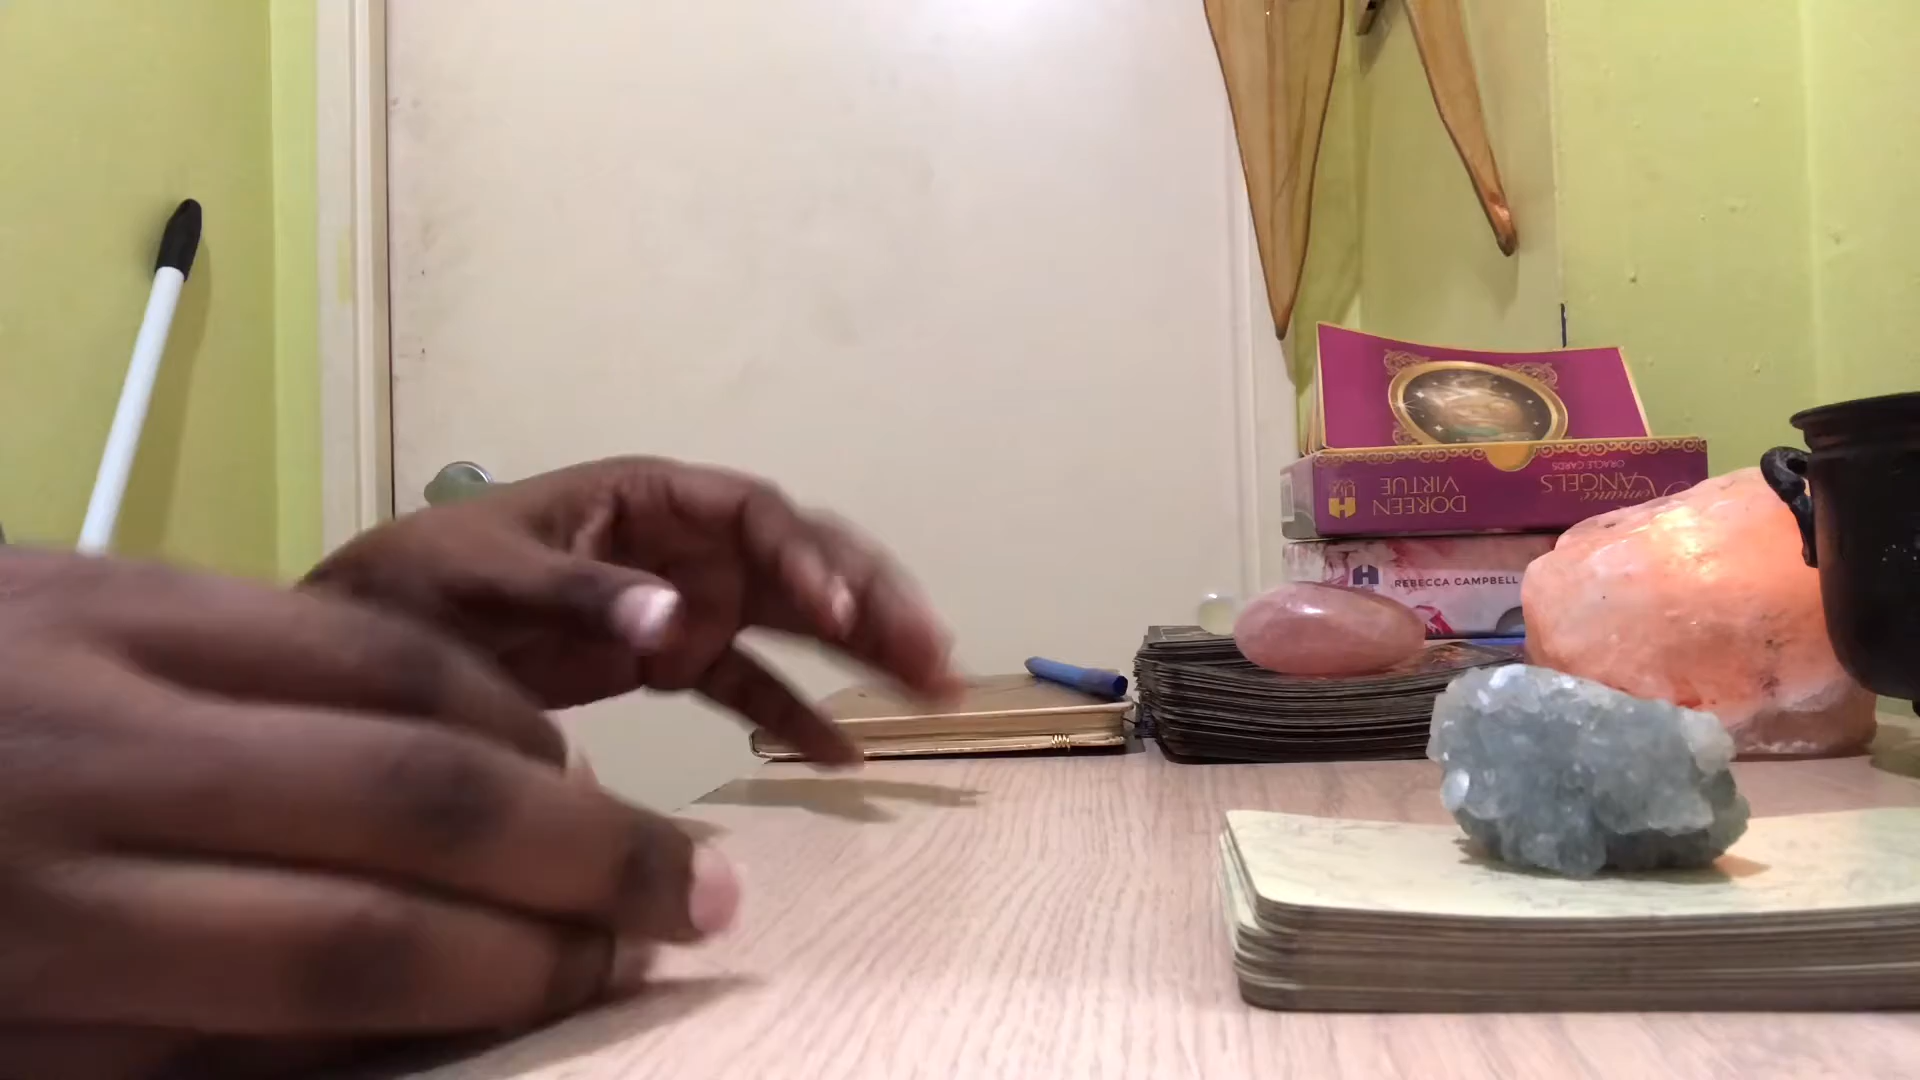 Romance
ANGELS
ORACLE CARDS
DOREEN
VIRTUE
REBECCA CAMPBELL